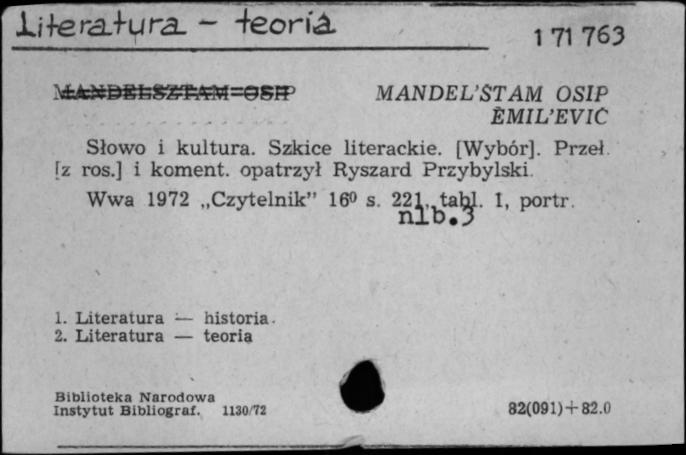 Literatura - teoria
171 763
MANDELSZTAM OSIP
MANDEL'ŠTAM OSIP
ÈMIL'EVIČ
Słowo i kultura. Szkice literackie. [Wybór]. Przeł.
[z ros.] i koment. opatrzył Ryszard Przybylski.
Wwa 1972 „Czytelnik” 16⁰ s. 221, tabl. 1, portr.
nlb. 3
1. Literatura — historia.
2. Literatura — teoria
Biblioteka Narodowa
Instytut Bibliograf. 1130/72
82(091)+82.0